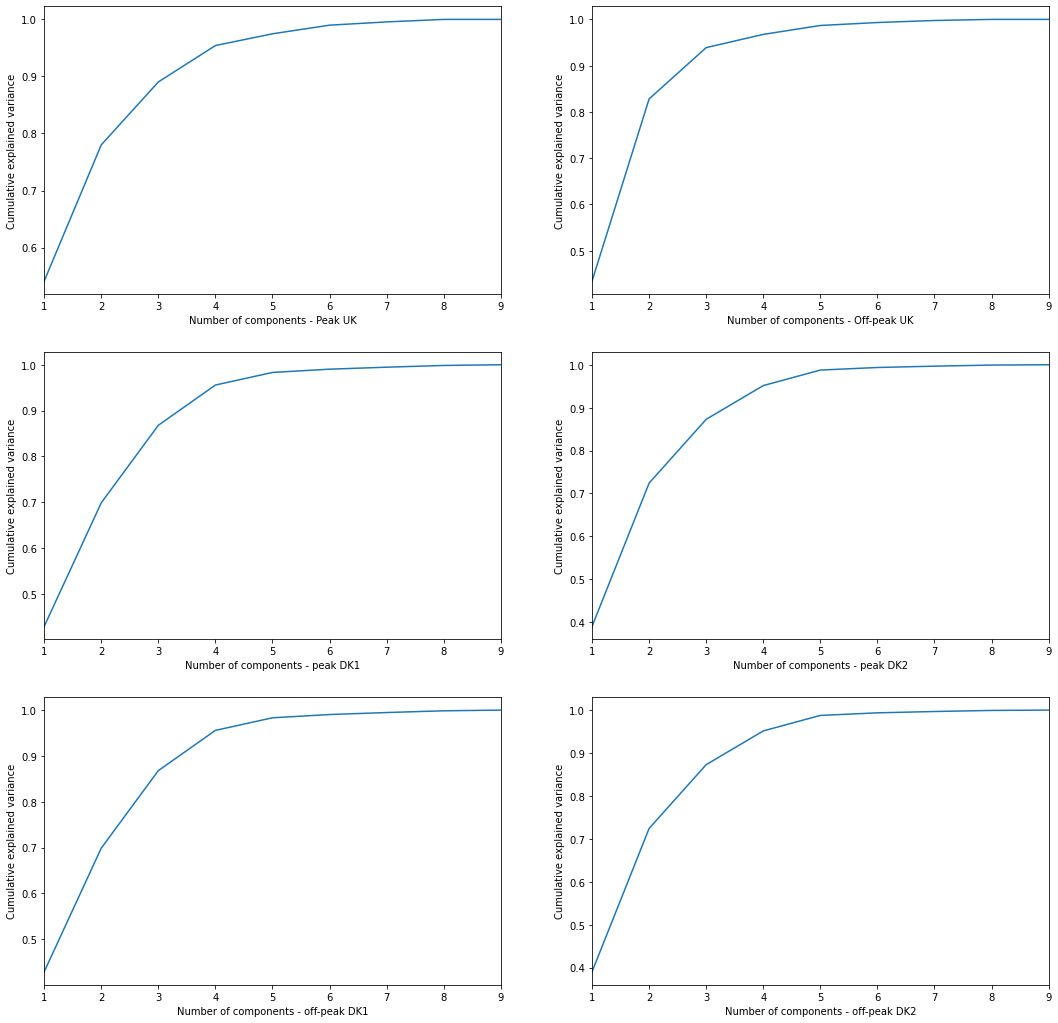 Cumulative explained variance
1.0
0.9
0.8
0.7
0.6
1 2 3 4 5 6 7 8 9
Number of components - Peak UK
Cumulative explained variance
1.0
0.9
0.8
0.7
0.6
0.5
1 2 3 4 5 6 7 8 9
Number of components - Off-peak UK
Cumulative explained variance
1.0
0.9
0.8
0.7
0.6
0.5
1 2 3 4 5 6 7 8 9
Number of components - peak DK1
Cumulative explained variance
1.0
0.9
0.8
0.7
0.6
0.5
0.4
1 2 3 4 5 6 7 8 9
Number of components - peak DK2
Cumulative explained variance
1.0
0.9
0.8
0.7
0.6
0.5
1 2 3 4 5 6 7 8 9
Number of components - off-peak DK1
Cumulative explained variance
1.0
0.9
0.8
0.7
0.6
0.5
0.4
1 2 3 4 5 6 7 8 9
Number of components - off-peak DK2